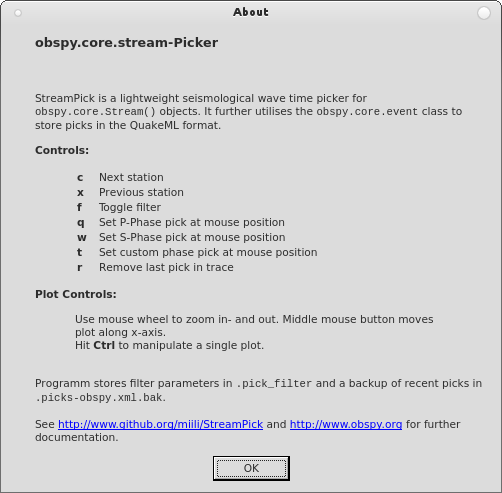 About
obspy.core.stream-Picker
StreamPick is a lightweight seismological wave time picker for
obspy.core.Stream() objects. It further utilises the obspy.core.event class to
store picks in the QuakeML format.
Controls:
c Next station
x Previous station
f Toggle filter
q Set P-Phase pick at mouse position
w Set S-Phase pick at mouse position
t Set custom phase pick at mouse position
r Remove last pick in trace
Plot Controls:
Use mouse wheel to zoom in- and out. Middle mouse button moves
plot along x-axis.
Hit Ctrl to manipulate a single plot.
Programm stores filter parameters in .pick_filter and a backup of recent picks in
.picks-obspy.xml.bak.
See http://www.github.org/miili/StreamPick and http://www.obspy.org for further
documentation.
OK